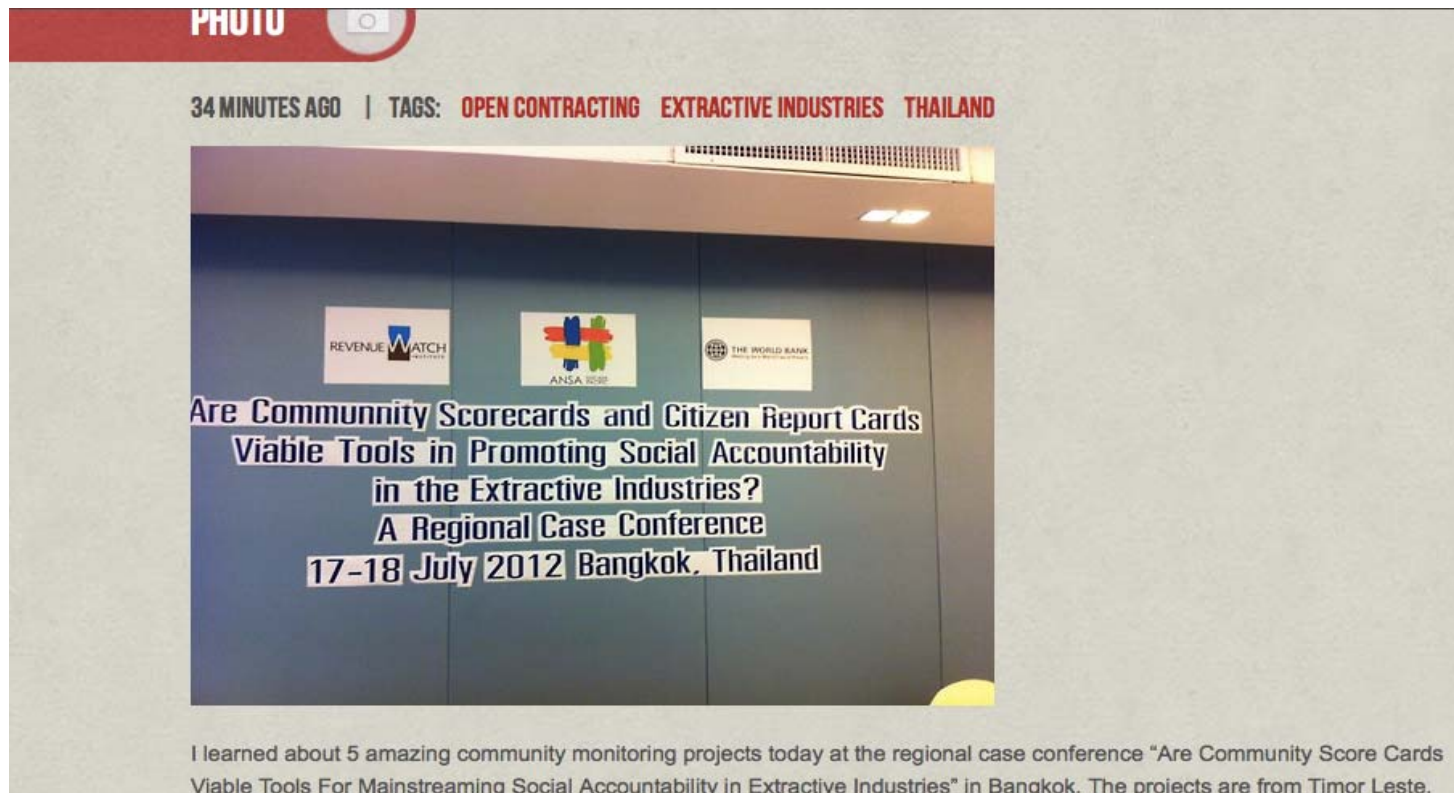 PHOTO
34 MINUTES AGO | TAGS: OPEN CONTRACTING EXTRACTIVE INDUSTRIES THAILAND
REVENUE WATCH
ANSA
THE WORLD BANK
Are Communnity Scorecards and Citizen Report Cards
Viable Tools in Promoting Social Accountability
in the Extractive Industries?
A Regional Case Conference
17-18 July 2012 Bangkok, Thailand
I learned about 5 amazing community monitoring projects today at the regional case conference “Are Community Score Cards
Viable Tools For Mainstreaming Social Accountability in Extractive Industries” in Bangkok. The projects are from Timor Leste,